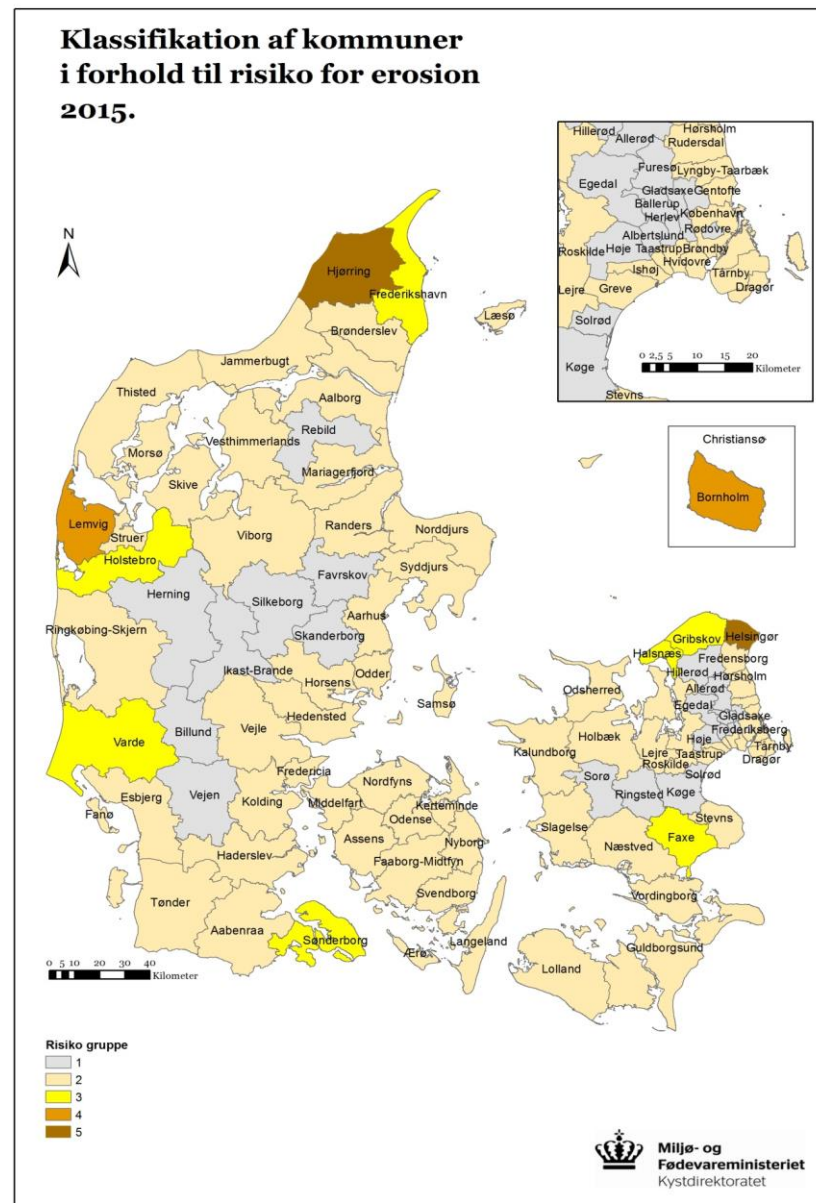 Klassifikation af kommuner
i forhold til risiko for erosion
2015.
Hillerød
Allerød
Hørsholm
Rudersdal
Furesø
Egedal
Lyngby-Taarbæk
Gladsaxe
Gentofte
Ballerup
Herlev
København
Albertslund
Rødovre
Roskilde
Høje Taastrup
Brøndby
Hvidovre
Ishøj
Tårnby
Lejre
Greve
Dragør
Solrød
Køge
Stevns
0 2,5 5 10 15 20
Kilometer
N
Hjørring
Frederikshavn
Læsø
Brønderslev
Jammerbugt
Thisted
Aalborg
Rebild
Vesthimmerlands
Morsø
Mariagerfjord
Skive
Christiansø
Bornholm
Lemvig
Struer
Viborg
Randers
Norddjurs
Holstebro
Syddjurs
Favrskov
Herning
Silkeborg
Aarhus
Ringkøbing-Skjern
Skanderborg
Ikast-Brande
Odder
Horsens
Samsø
Hedensted
Billund
Vejle
Varde
Fredericia
Vejen
Kolding
Esbjerg
Fanø
Middelfart
Nordfyns
Kerteminde
Odense
Assens
Nyborg
Faaborg-Midtfyn
Haderslev
Svendborg
Tønder
Aabenraa
Sønderborg
Ærø
Langeland
Gribskov
Helsingør
Halsnæs
Hillerød
Fredensborg
Allerød
Hørsholm
Odsherred
Egedal
Gladsaxe
Frederiksberg
Holbæk
Høje
Taastrup
Tårnby
Dragør
Kalundborg
Lejre
Roskilde
Solrød
Sorø
Ringsted
Køge
Slagelse
Stevns
Næstved
Faxe
Vordingborg
Guldborgsund
Lolland
0 5 10 20 30 40
Kilometer
Risiko gruppe
1
2
3
4
5
Miljø- og
Fødevareministeriet
Kystdirektoratet